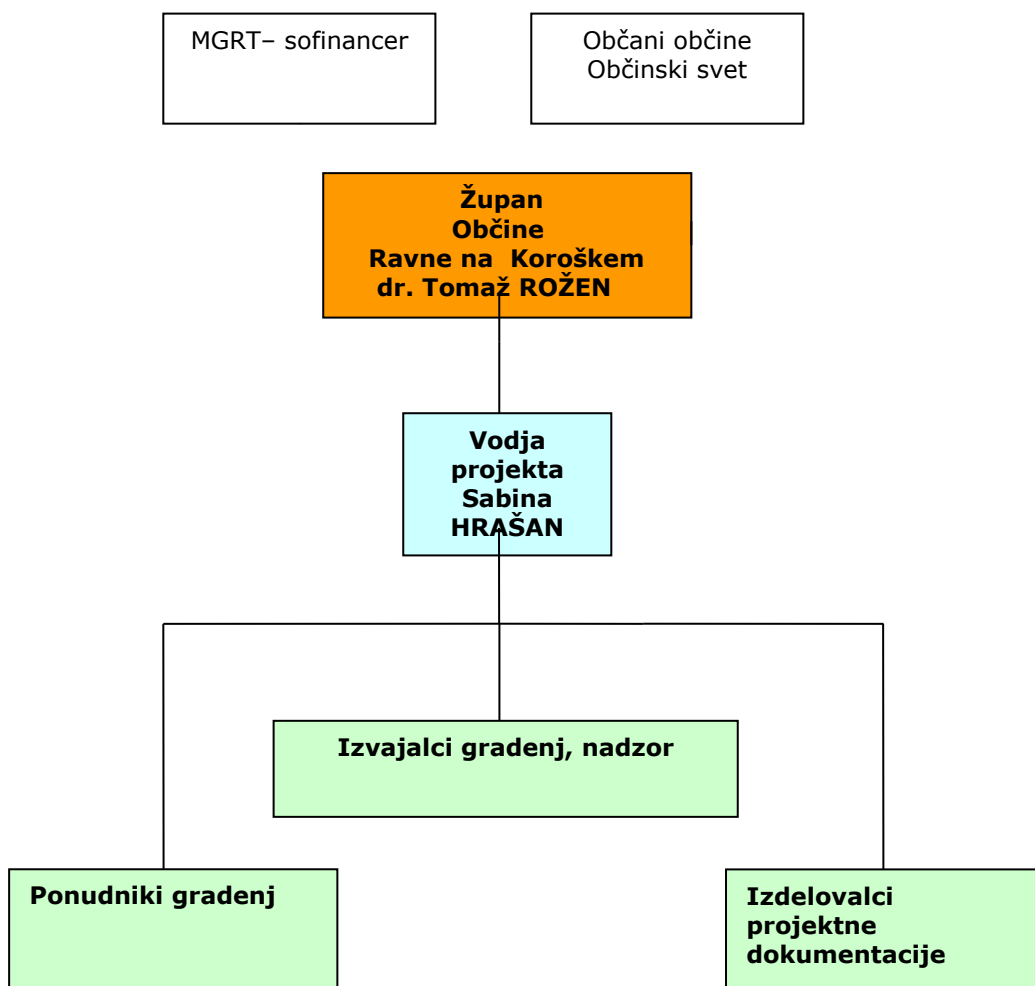 MGRT– sofinancer
Občani občine
Občinski svet
Župan
Občine
Ravne na Koroškem
dr. Tomaž ROŽEN
Vodja
projekta
Sabina
HRAŠAN
Izvajalci gradenj, nadzor
Ponudniki gradenj
Izdelovalci
projektne
dokumentacije